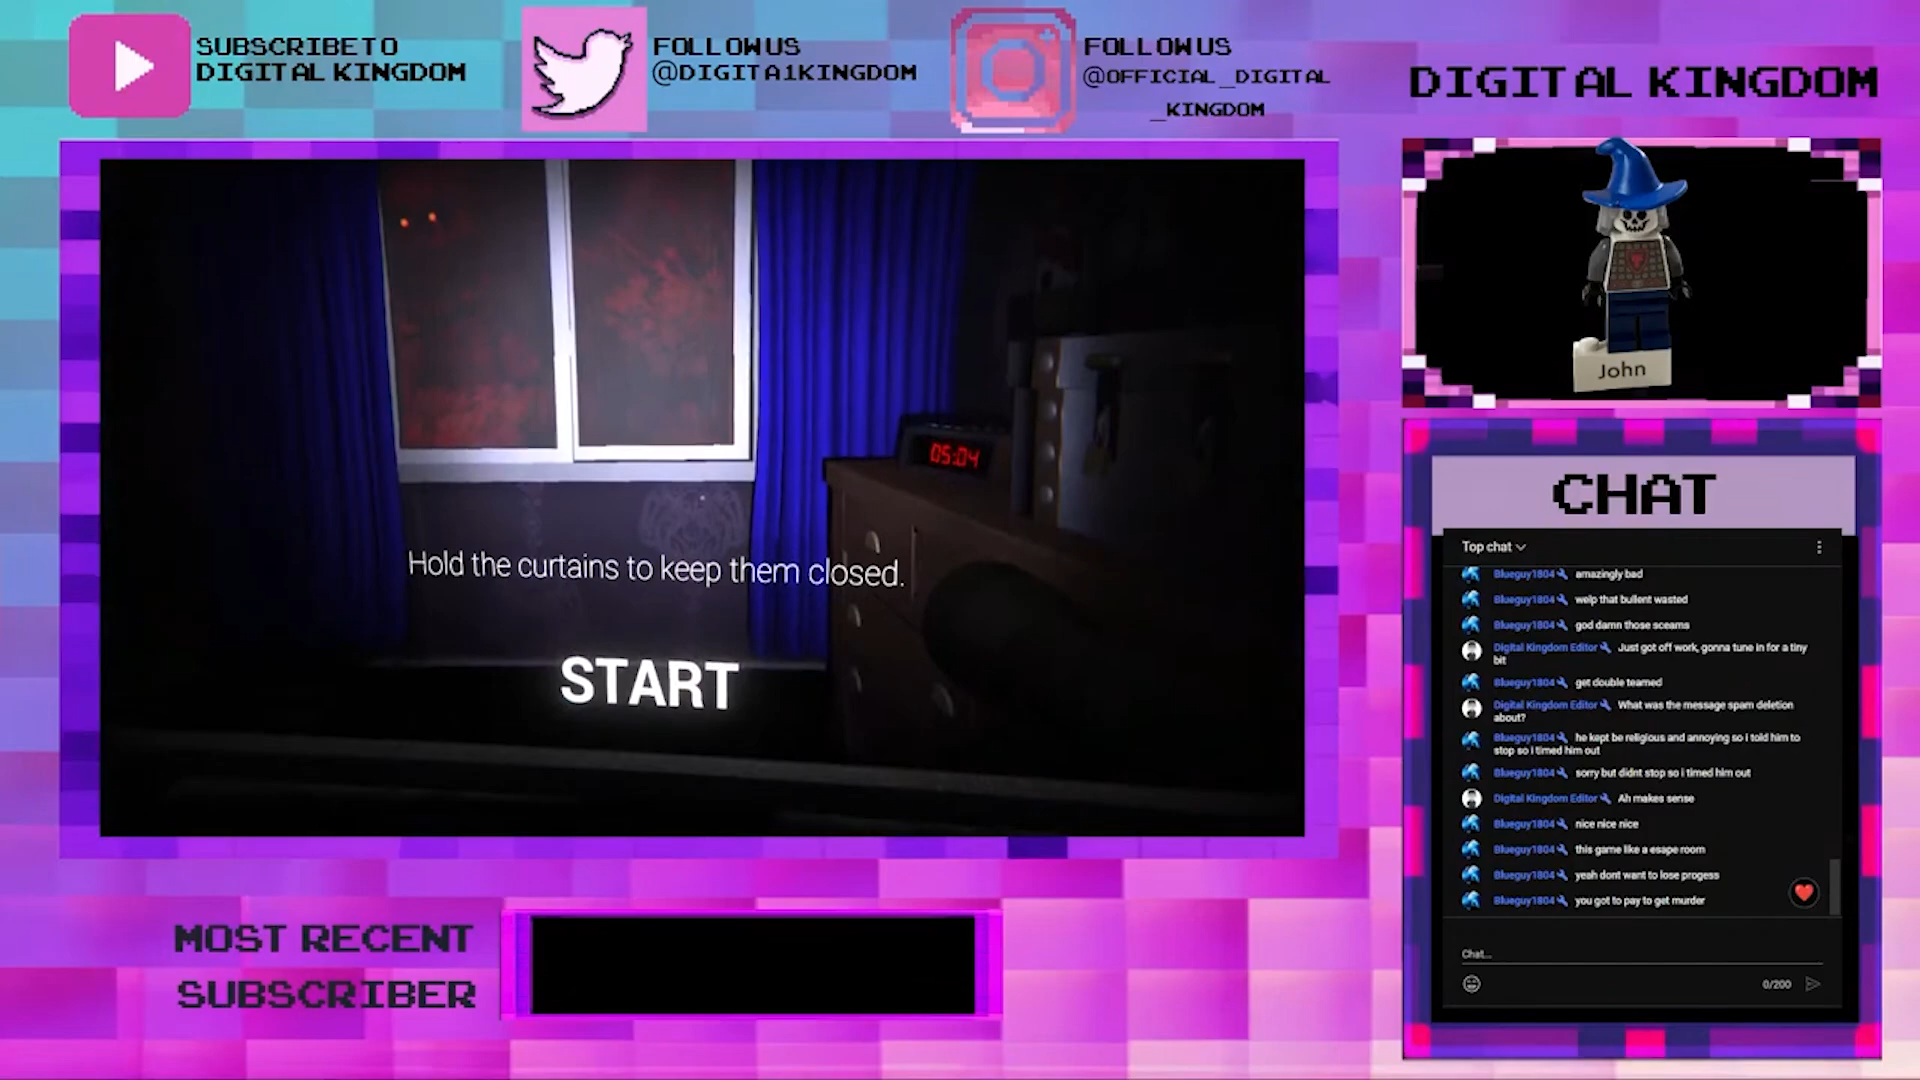 SUBSCRIBE TO
DIGITAL KINGDOM
FOLLOW US
@DIGITA1KINGDOM
FOLLOW US
@OFFICIAL_DIGITAL
_KINGDOM
DIGITAL KINGDOM
05:04
Hold the curtains to keep them closed.
START
John
CHAT
Top chat
Blueguy1804 amazingly bad
Blueguy1804 welp that bullent wasted
Blueguy1804 god damn those sceams
Digital Kingdom Editor Just got off work, gonna tune in for a tiny
bit
Blueguy1804 get double teamed
Digital Kingdom Editor What was the message spam deletion
about?
Blueguy1804 he kept be religious and annoying so i told him to
stop so i timed him out
Blueguy1804 sorry but didnt stop so i timed him out
Digital Kingdom Editor Ah makes sense
Blueguy1804 nice nice nice
Blueguy1804 this game like a esape room
Blueguy1804 yeah dont want to lose progess
Blueguy1804 you got to pay to get murder
Chat...
0/200
MOST RECENT
SUBSCRIBER